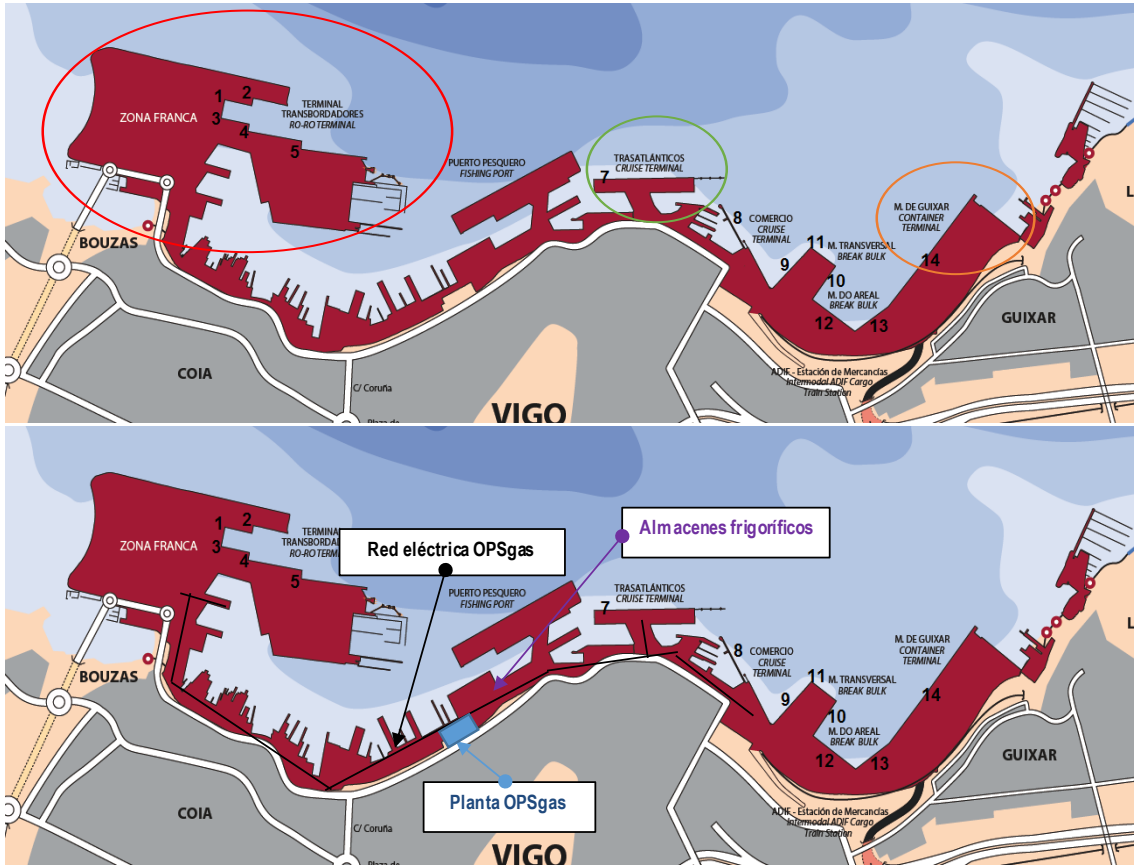 1
2
ZONA FRANCA
3
4
5
TERMINAL
TRANSBORDADORES
RO-RO TERMINAL
PUERTO PESQUERO
FISHING PORT
TRASATLÁNTICOS
CRUISE TERMINAL
7
8
COMERCIO
CRUISE
TERMINAL
9
11
M. TRANSVERSAL
BREAK BULK
10
M. DO AREAL
BREAK BULK
12
13
M. DE GUIXAR
CONTAINER
TERMINAL
14
L
BOUZAS
COIA
C/ Coruña
Plaza de
VIGO
ADIF - Estación de Mercancías
Intermodal ADIF Cargo
Train Station
GUIXAR
1
2
ZONA FRANCA
3
4
5
TERMINAL
TRANSBORDADORES
RO-RO TERMINAL
Red eléctrica OPSgas
Almacenes frigoríficos
PUERTO PESQUERO
FISHING PORT
TRASATLÁNTICOS
CRUISE TERMINAL
7
8
COMERCIO
CRUISE
TERMINAL
9
11
M. TRANSVERSAL
BREAK BULK
10
M. DO AREAL
BREAK BULK
12
13
M. DE GUIXAR
CONTAINER
TERMINAL
14
L
BOUZAS
COIA
Planta OPSgas
C/ Coruña
VIGO
ADIF - Estación de Mercancías
Intermodal ADIF Cargo
Train Station
GUIXAR